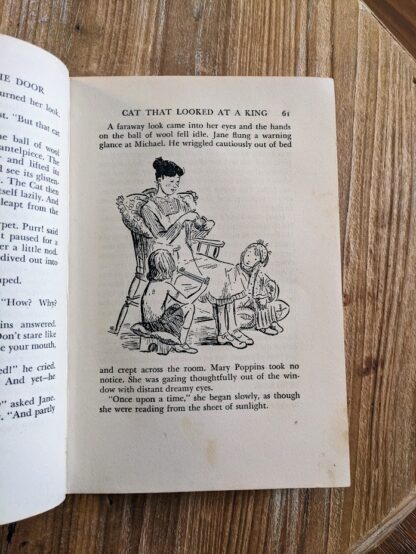 HE DOOR
urned her look.
t. "But that cat
e ball of wool
antelpiece. The
and lifted its
see its glisten-
. The Cat then
self lazily. And
leapt from the
pet. Purr! said
t paused for a
r a little nod.
dived out into
ped.
"How? Why?
ins answered.
Don't stare like
e your mouth.
ed!" he cried.
And yet—he
" asked Jane.
. "And partly
CAT THAT LOOKED AT A KING 61
A faraway look came into her eyes and the hands
on the ball of wool fell idle. Jane flung a warning
glance at Michael. He wriggled cautiously out of bed
and crept across the room. Mary Poppins took no
notice. She was gazing thoughtfully out of the win-
dow with distant dreamy eyes.
"Once upon a time," she began slowly, as though
she were reading from the sheet of sunlight.